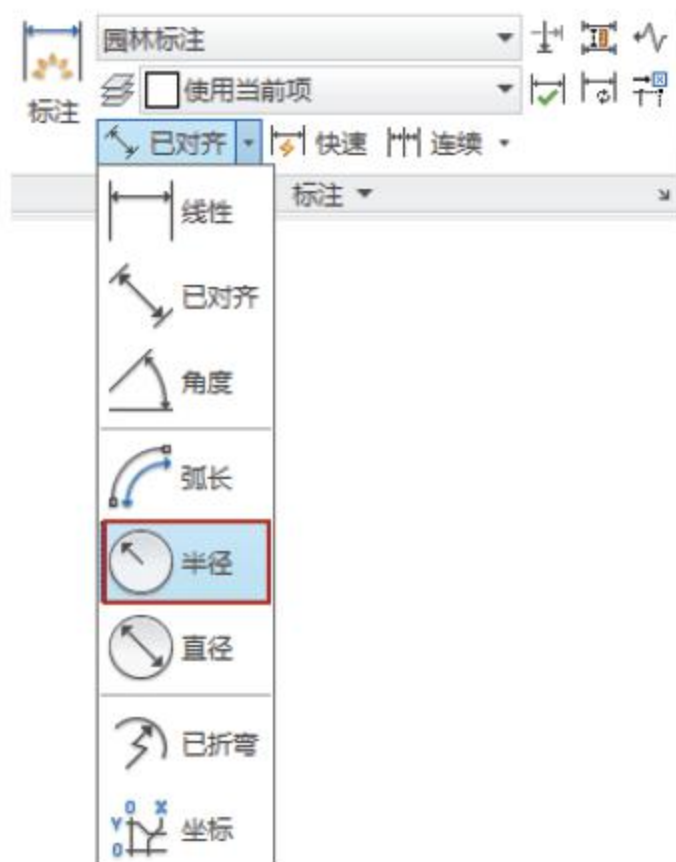 园林标注
标注
使用当前项
已对齐 快速 连续
标注
线性
已对齐
角度
弧长
半径
直径
已折弯
O X
Y
O
坐标